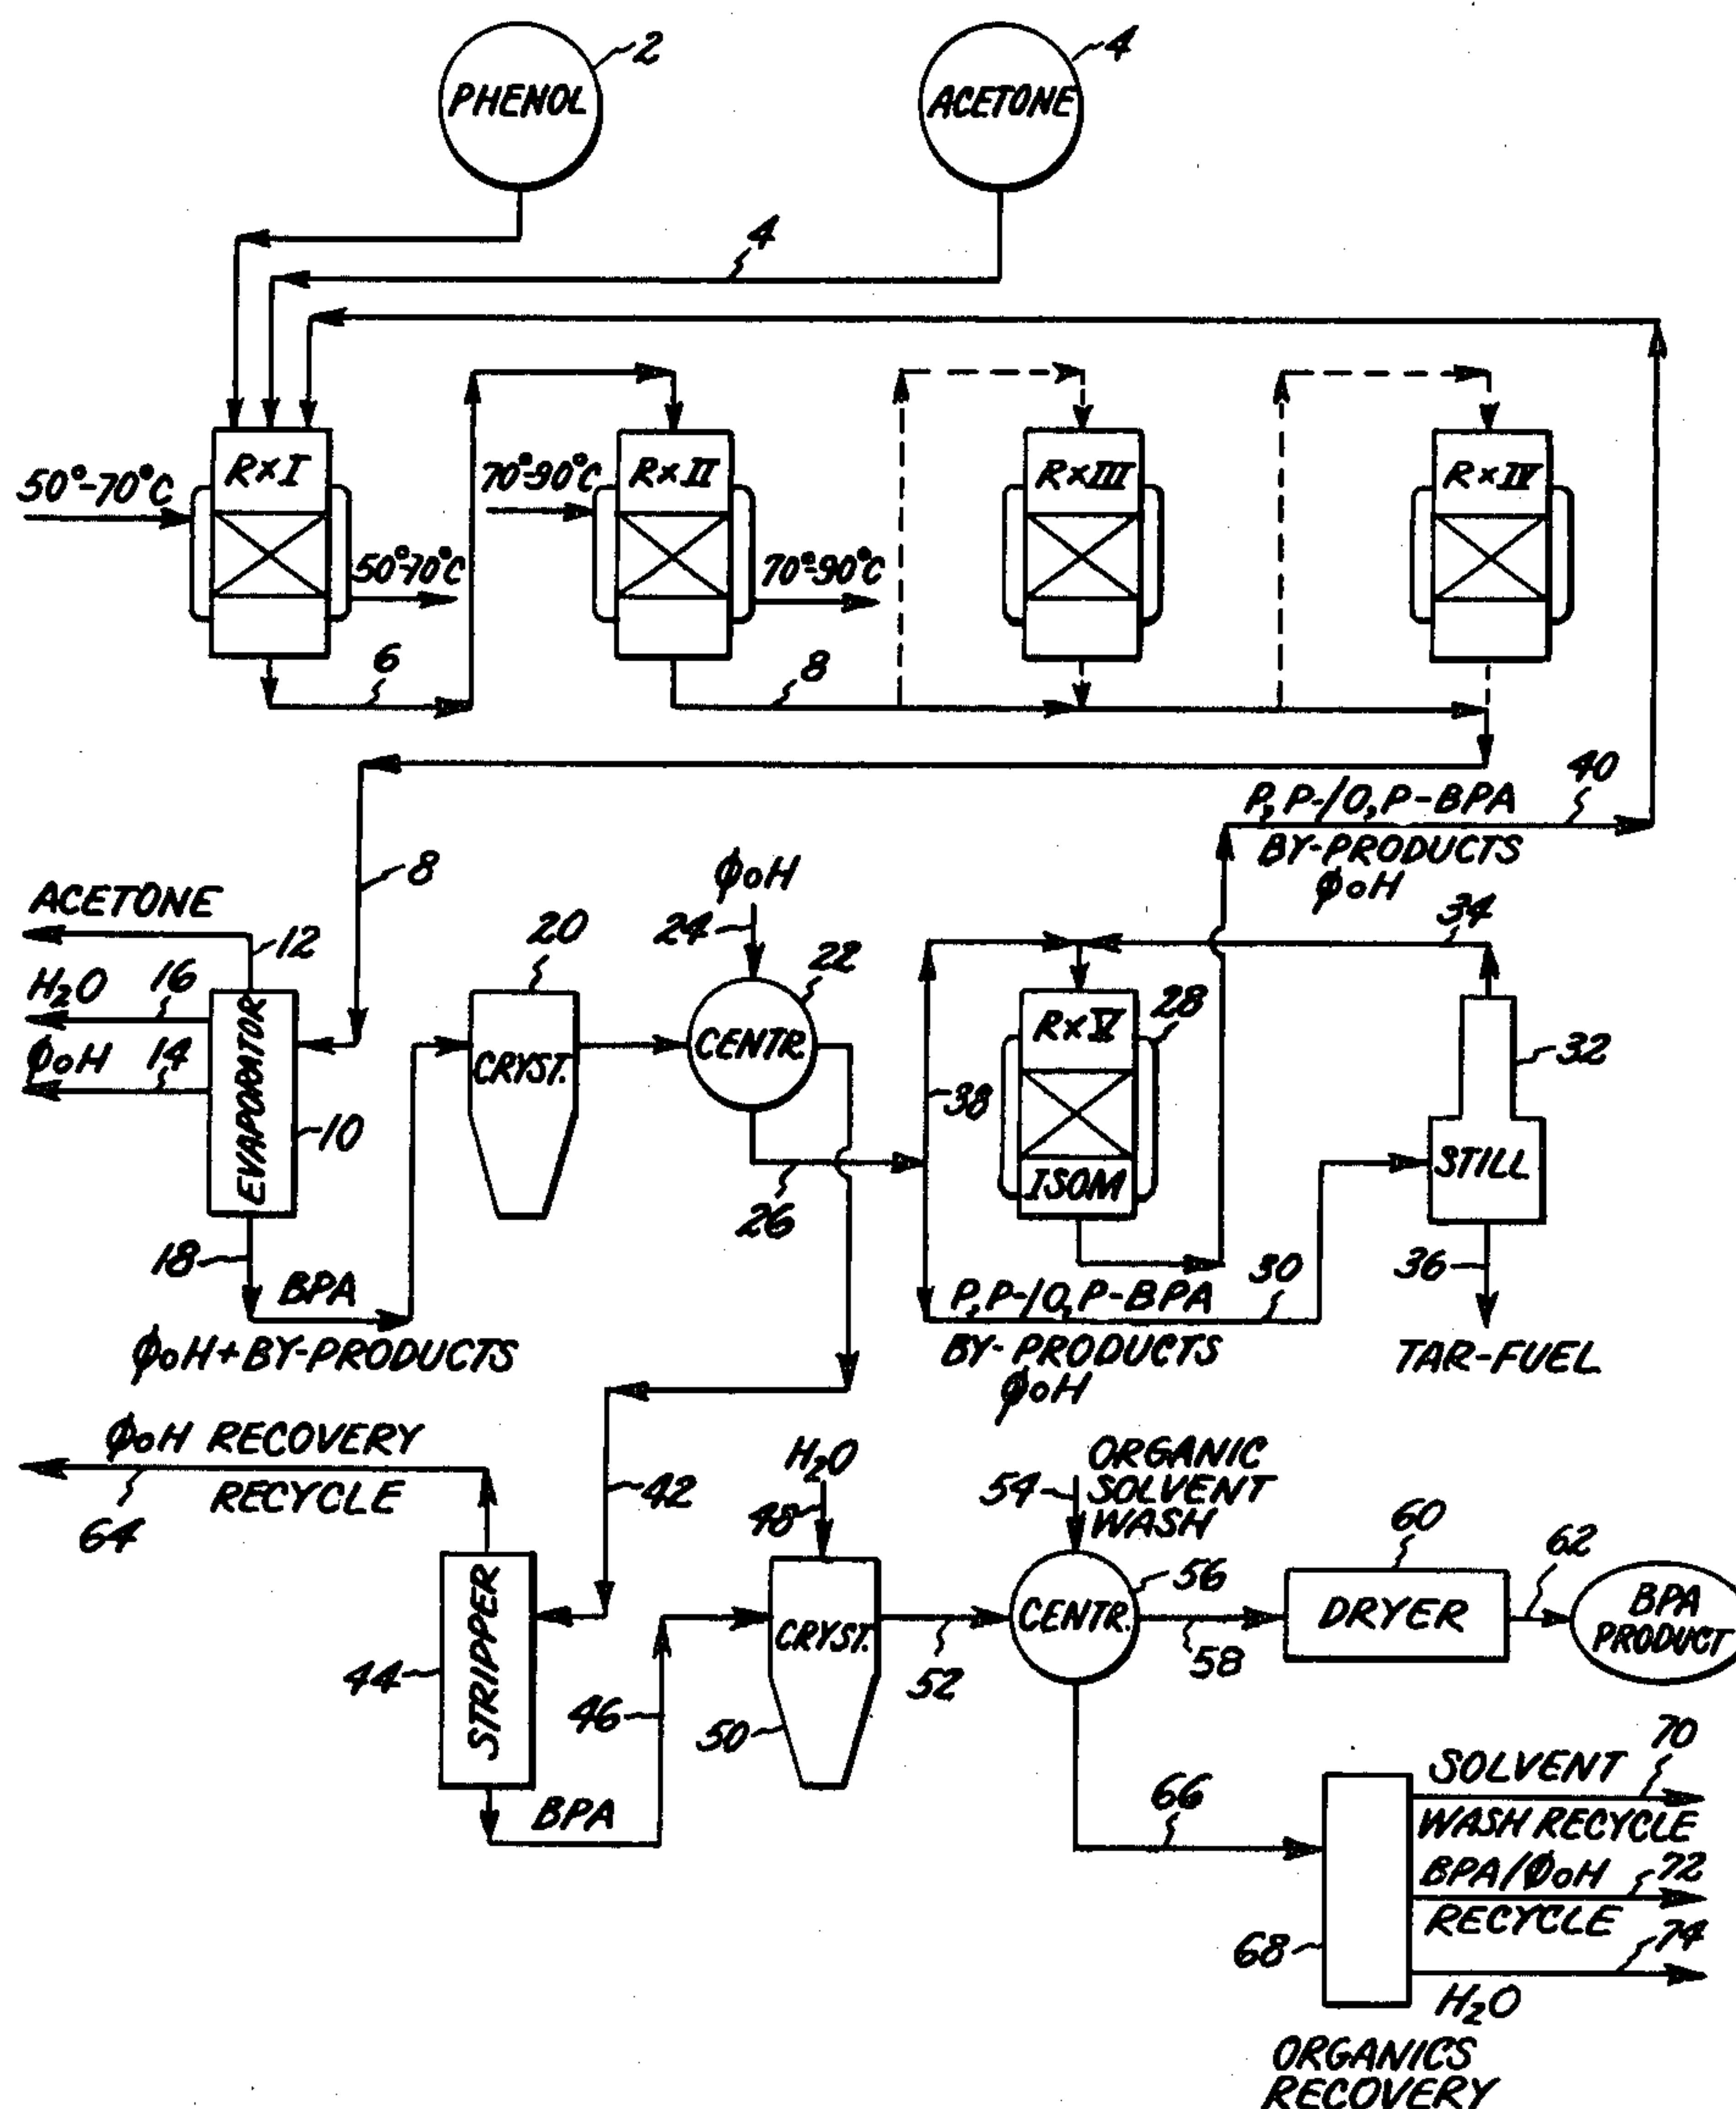 PHENOL
2
ACETONE
4
4
50°-70°C
RxI
50°-70°C
6
70°-90°C
RxII
70°-90°C
8
RxIII
RxIV
P,P-/O,P-BPA
40
BY-PRODUCTS
ϕOH
8
ACETONE
12
H₂O
16
ϕOH
14
EVAPORATOR
10
18
BPA
ϕOH+BY-PRODUCTS
20
CRYST.
ϕOH
24
22
CENTR.
26
38
RxV
28
ISOM
34
32
STILL
P,P-/O,P-BPA
30
BY-PRODUCTS
ϕOH
36
TAR-FUEL
ϕOH RECOVERY
RECYCLE
64
42
STRIPPER
44
BPA
46
H₂O
48
CRYST.
50
52
54
ORGANIC
SOLVENT
WASH
CENTR.
56
58
60
DRYER
62
BPA
PRODUCT
66
68
SOLVENT
70
WASH RECYCLE
BPA/ϕOH
72
RECYCLE
74
H₂O
ORGANICS
RECOVERY